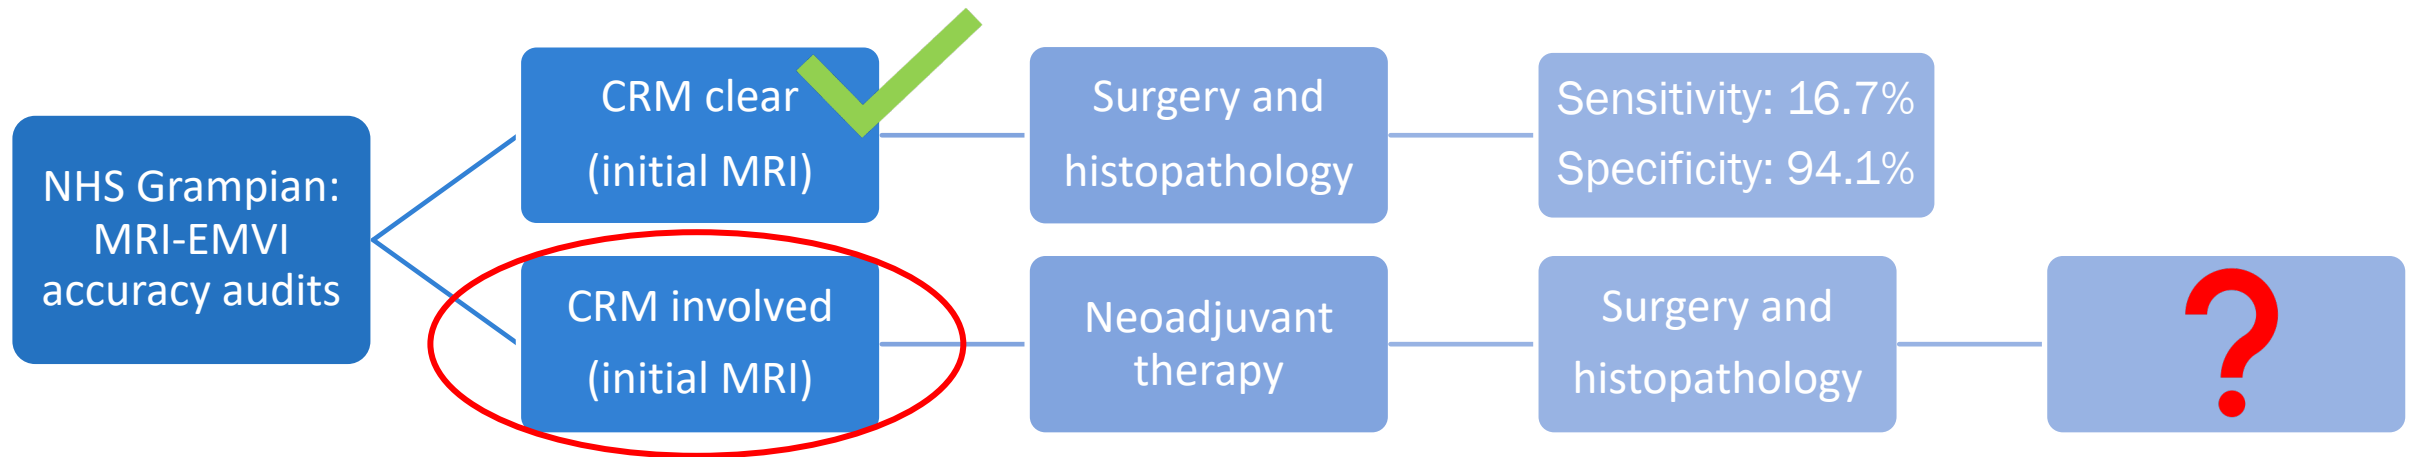 NHS Grampian:
MRI-EMVI
accuracy audits
CRM clear
(initial MRI)
Surgery and
histopathology
Sensitivity: 16.7%
Specificity: 94.1%
CRM involved
(initial MRI)
Neoadjuvant
therapy
Surgery and
histopathology
?